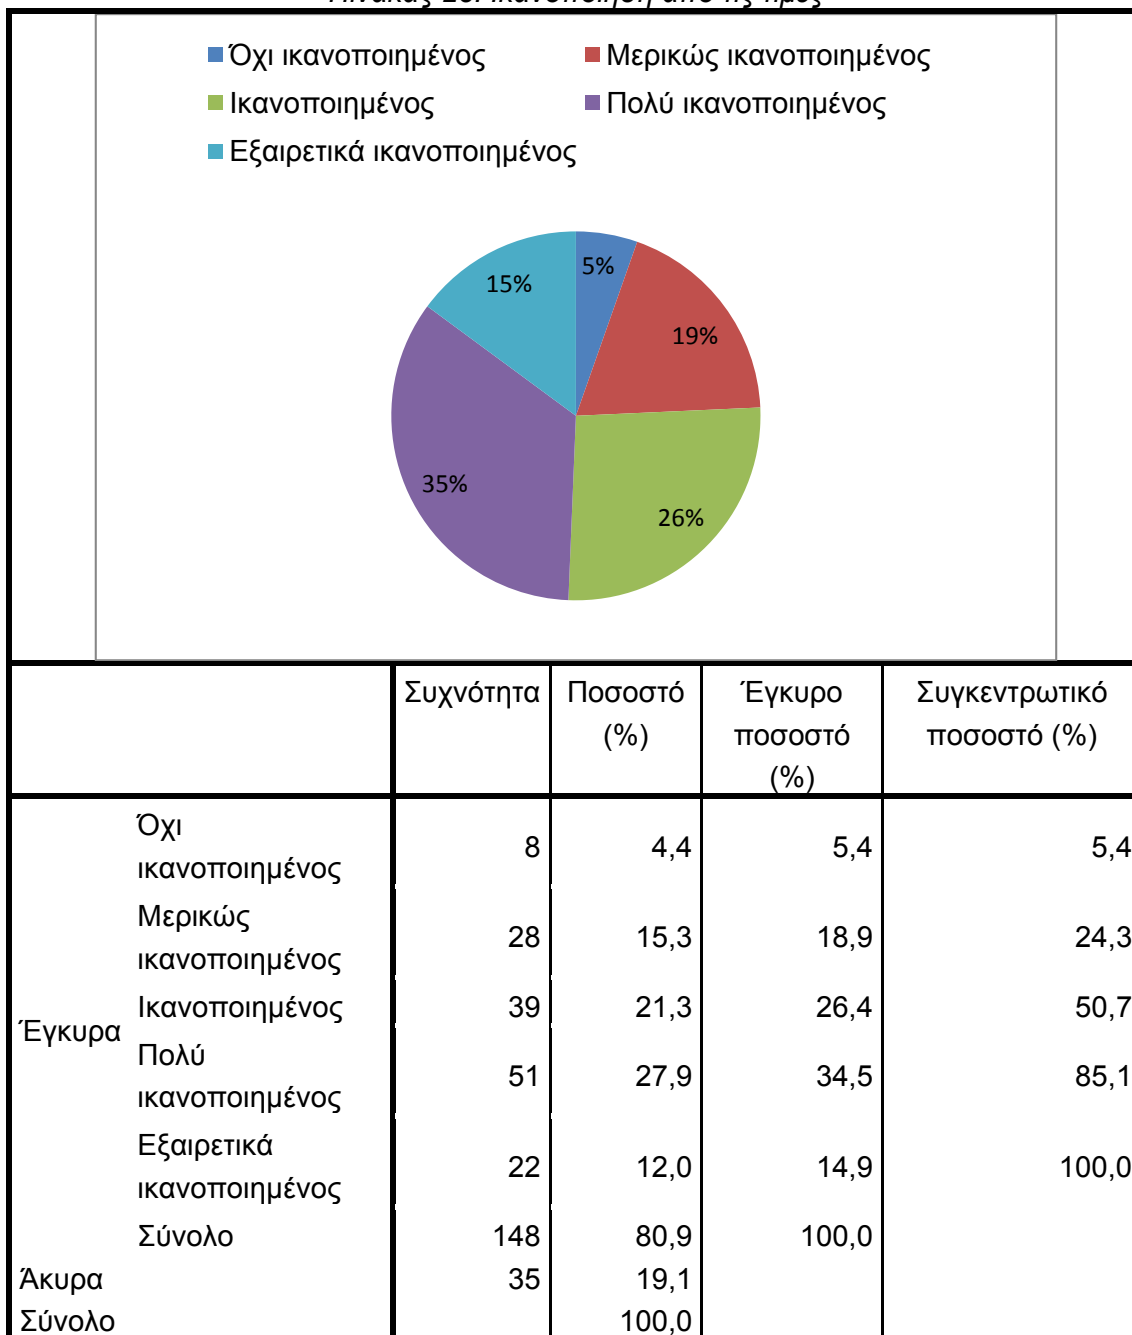 Όχι ικανοποιημένος Μερικώς ικανοποιημένος
Ικανοποιημένος Πολύ ικανοποιημένος
Εξαιρετικά ικανοποιημένος
5%
15%
19%
35%
26%
Συχνότητα Ποσοστό (%) Έγκυρο ποσοστό (%) Συγκεντρωτικό ποσοστό (%)
Έγκυρα
Όχι ικανοποιημένος 8 4,4 5,4 5,4
Μερικώς ικανοποιημένος 28 15,3 18,9 24,3
Ικανοποιημένος 39 21,3 26,4 50,7
Πολύ ικανοποιημένος 51 27,9 34,5 85,1
Εξαιρετικά ικανοποιημένος 22 12,0 14,9 100,0
Σύνολο 148 80,9 100,0
Άκυρα 35 19,1
Σύνολο 100,0